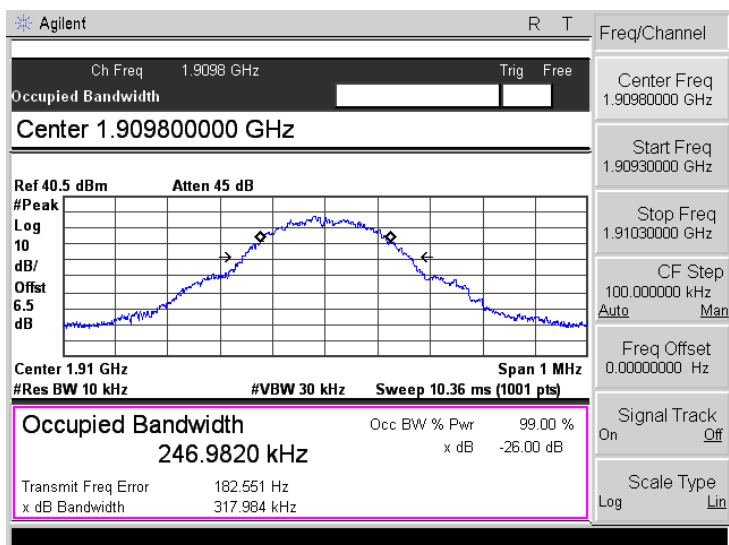 Agilent R T
Freq/Channel
Ch Freq 1.9098 GHz Trig Free
Occupied Bandwidth
Center 1.909800000 GHz
Ref 40.5 dBm Atten 45 dB
#Peak
Log
10
dB/
Offst
6.5
dB
Center 1.91 GHz Span 1 MHz
#Res BW 10 kHz #VBW 30 kHz Sweep 10.36 ms (1001 pts)
Occupied Bandwidth Occ BW % Pwr 99.00 %
246.9820 kHz x dB -26.00 dB
Transmit Freq Error 182.551 Hz
x dB Bandwidth 317.984 kHz
Center Freq
1.90980000 GHz
Start Freq
1.90930000 GHz
Stop Freq
1.91030000 GHz
CF Step
100.000000 kHz
Auto Man
Freq Offset
0.00000000 Hz
Signal Track
On Off
Scale Type
Log Lin